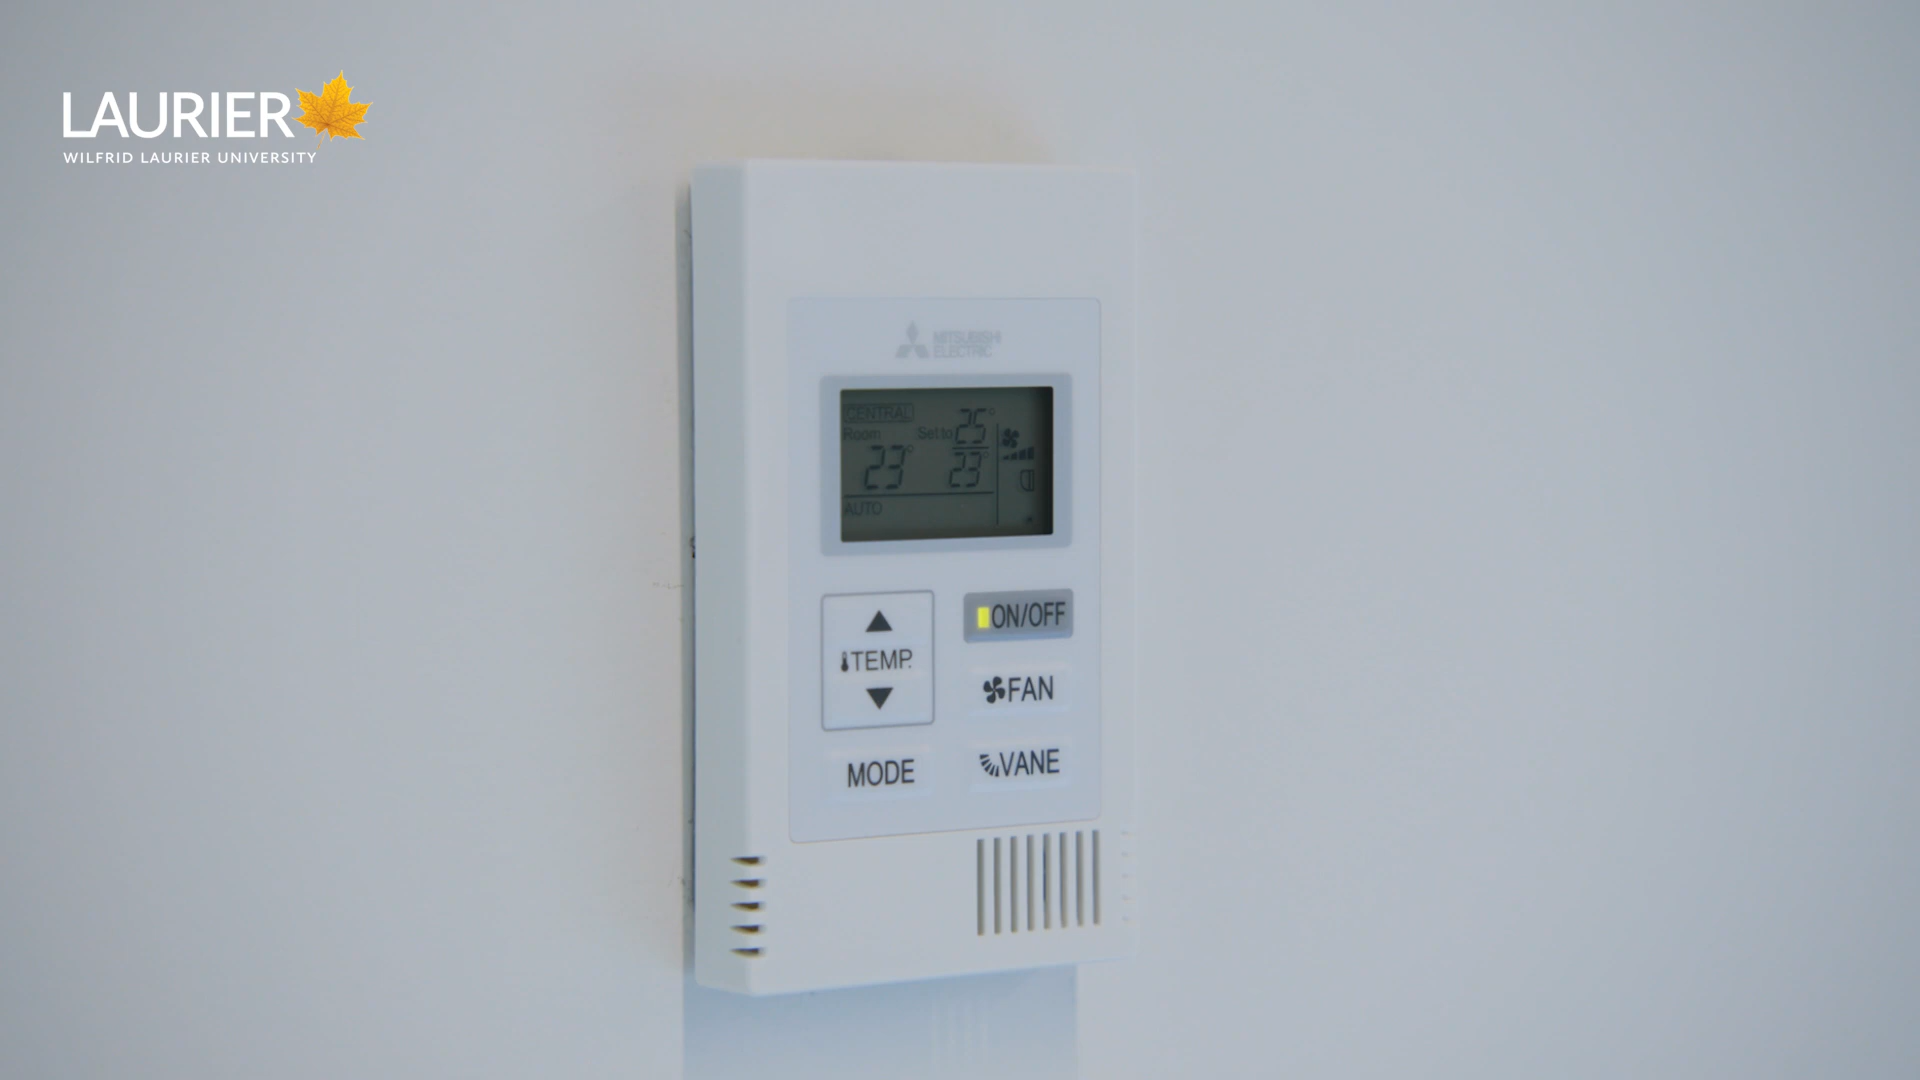 LAURIER
WILFRID LAURIER UNIVERSITY
MITSUBISHI
ELECTRIC
CENTRAL
Room
Set to
25°
23°
23°
AUTO
TEMP.
ON/OFF
FAN
MODE
VANE